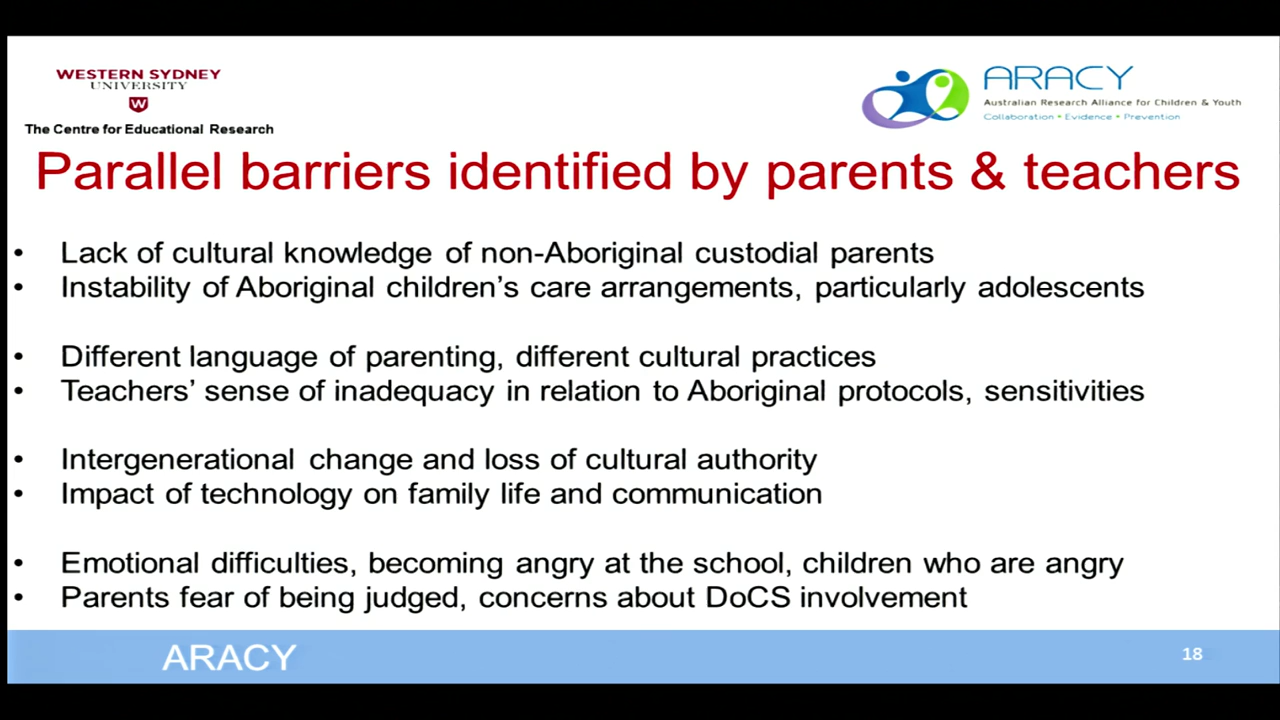 WESTERN SYDNEY
UNIVERSITY
W
The Centre for Educational Research
ARACY
Australian Research Alliance for Children & Youth
Collaboration • Evidence • Prevention
Parallel barriers identified by parents & teachers
• Lack of cultural knowledge of non-Aboriginal custodial parents
• Instability of Aboriginal children’s care arrangements, particularly adolescents
• Different language of parenting, different cultural practices
• Teachers’ sense of inadequacy in relation to Aboriginal protocols, sensitivities
• Intergenerational change and loss of cultural authority
• Impact of technology on family life and communication
• Emotional difficulties, becoming angry at the school, children who are angry
• Parents fear of being judged, concerns about DoCS involvement
ARACY
18